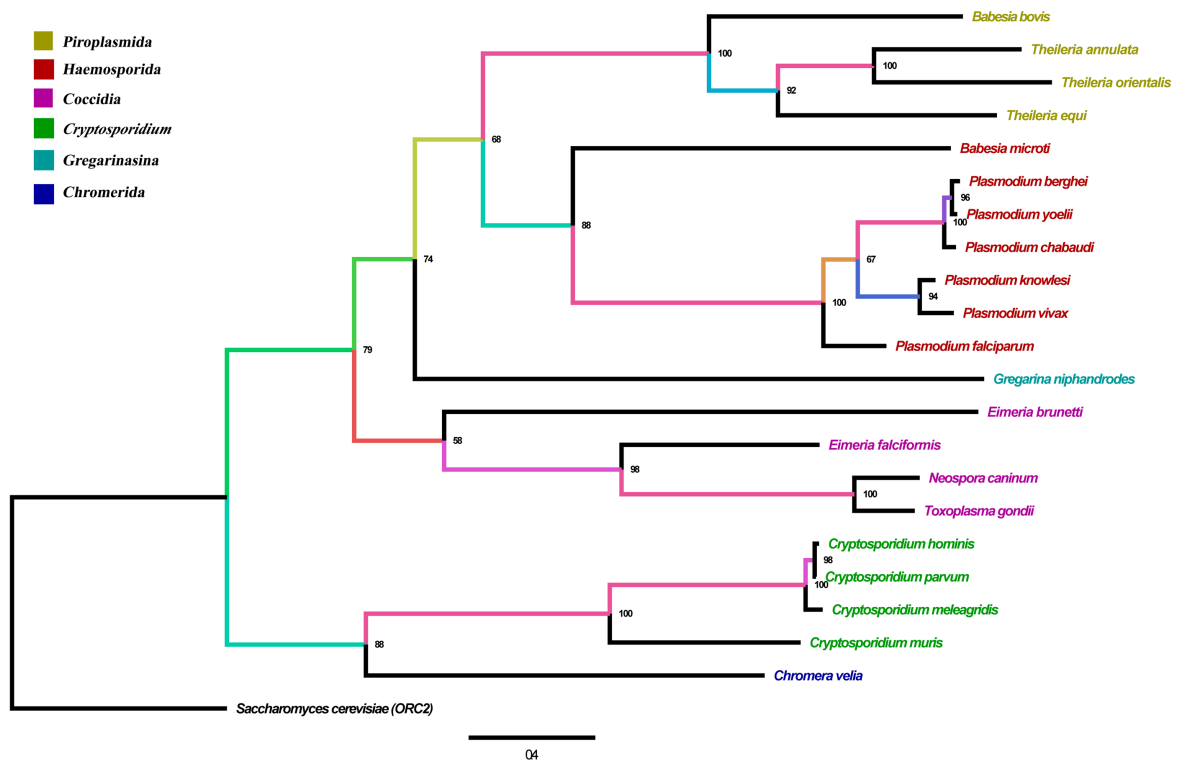 Piroplasmida
Haemosporida
Coccidia
Cryptosporidium
Gregarinasina
Chromerida
Babesia bovis
100
Theileria annulata
100
Theileria orientalis
92
Theileria equi
68
Babesia microti
88
Plasmodium berghei
96
Plasmodium yoelii
100
Plasmodium chabaudi
67
Plasmodium knowlesi
94
Plasmodium vivax
100
Plasmodium falciparum
74
Gregarina niphandrodes
79
Eimeria brunetti
58
Eimeria falciformis
98
Neospora caninum
100
Toxoplasma gondii
Cryptosporidium hominis
98
Cryptosporidium parvum
100
Cryptosporidium meleagridis
100
Cryptosporidium muris
88
Chromera velia
Saccharomyces cerevisiae (ORC2)
04